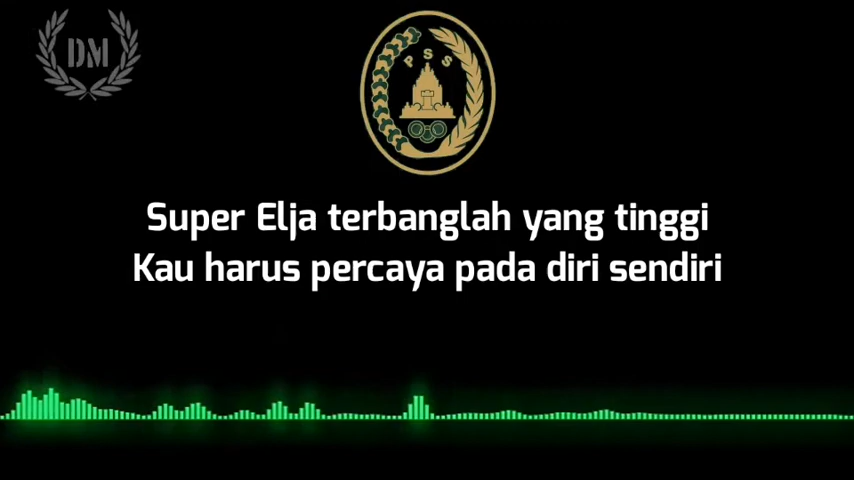 DM
PSS
Super Elja terbanglah yang tinggi
Kau harus percaya pada diri sendiri